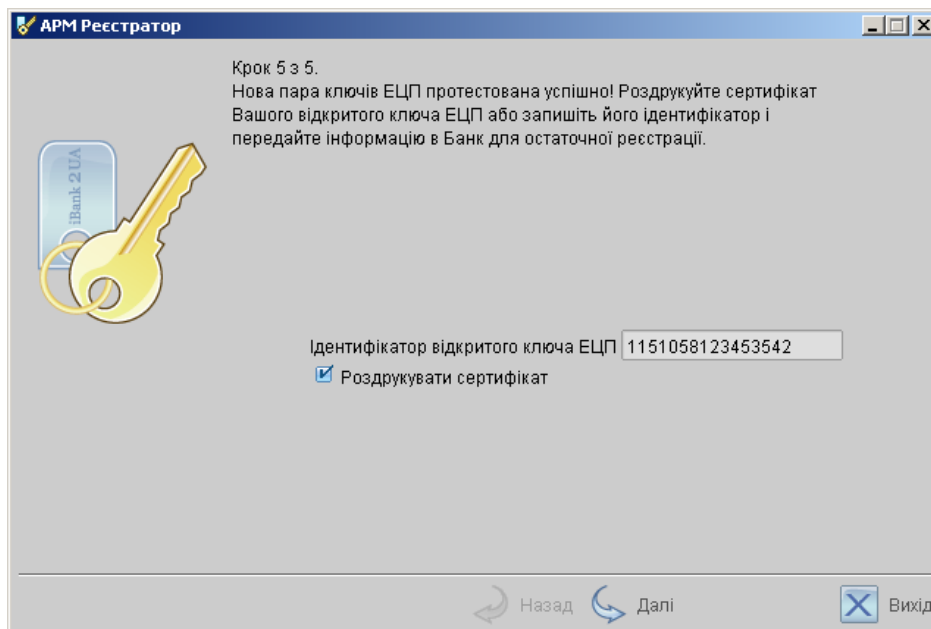 АРМ Реєстратор
Крок 5 з 5.
Нова пара ключів ЕЦП протестована успішно! Роздрукуйте сертифікат
Вашого відкритого ключа ЕЦП або запишіть його ідентифікатор і
передайте інформацію в Банк для остаточної реєстрації.
iBank 2 UA
Ідентифікатор відкритого ключа ЕЦП 1151058123453542
Роздрукувати сертифікат
Назад Далі Вихід